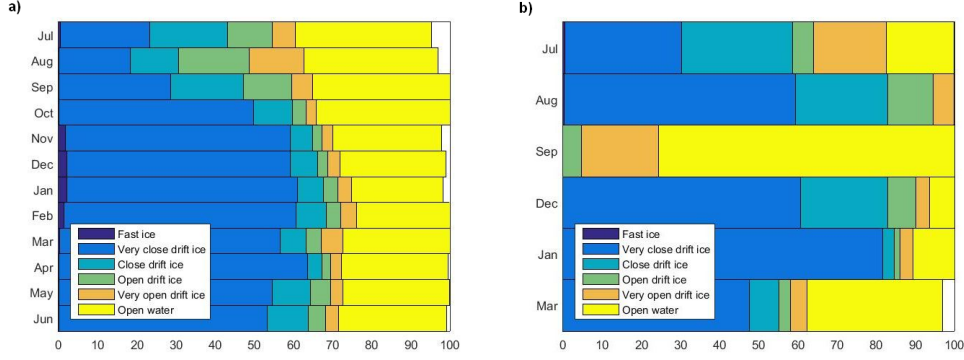 a)
Jul
Aug
Sep
Oct
Nov
Dec
Jan
Feb
Mar
Apr
May
Jun
Fast ice
Very close drift ice
Close drift ice
Open drift ice
Very open drift ice
Open water
0 10 20 30 40 50 60 70 80 90 100
b)
Jul
Aug
Sep
Dec
Jan
Mar
Fast ice
Very close drift ice
Close drift ice
Open drift ice
Very open drift ice
Open water
0 10 20 30 40 50 60 70 80 90 100